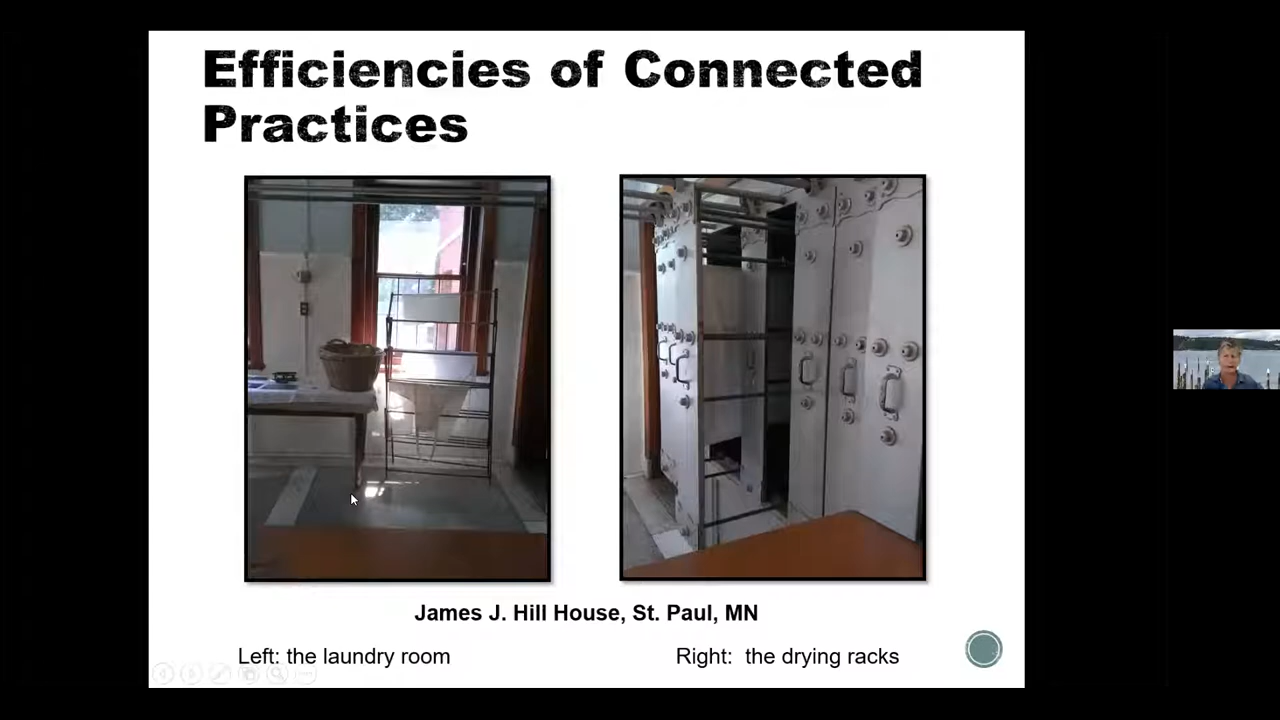 Efficiencies of Connected
Practices
James J. Hill House, St. Paul, MN
Left: the laundry room
Right: the drying racks